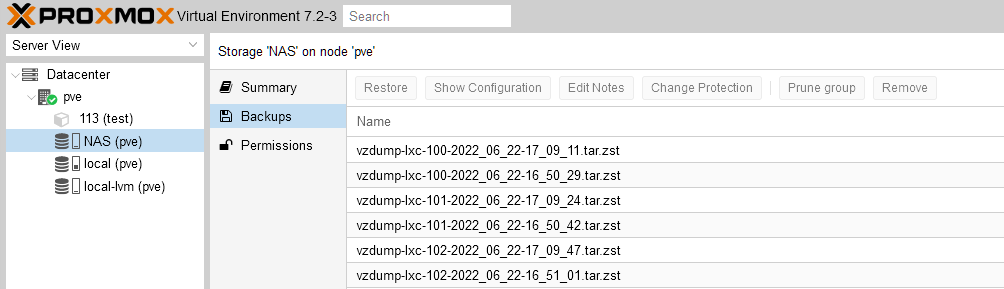 PROXMOX Virtual Environment 7.2-3 Search
Server View
Datacenter
pve
113 (test)
NAS (pve)
local (pve)
local-lvm (pve)
Storage 'NAS' on node 'pve'
Summary
Backups
Permissions
Restore Show Configuration Edit Notes Change Protection Prune group Remove
Name
vzdump-lxc-100-2022_06_22-17_09_11.tar.zst
vzdump-lxc-100-2022_06_22-16_50_29.tar.zst
vzdump-lxc-101-2022_06_22-17_09_24.tar.zst
vzdump-lxc-101-2022_06_22-16_50_42.tar.zst
vzdump-lxc-102-2022_06_22-17_09_47.tar.zst
vzdump-lxc-102-2022_06_22-16_51_01.tar.zst